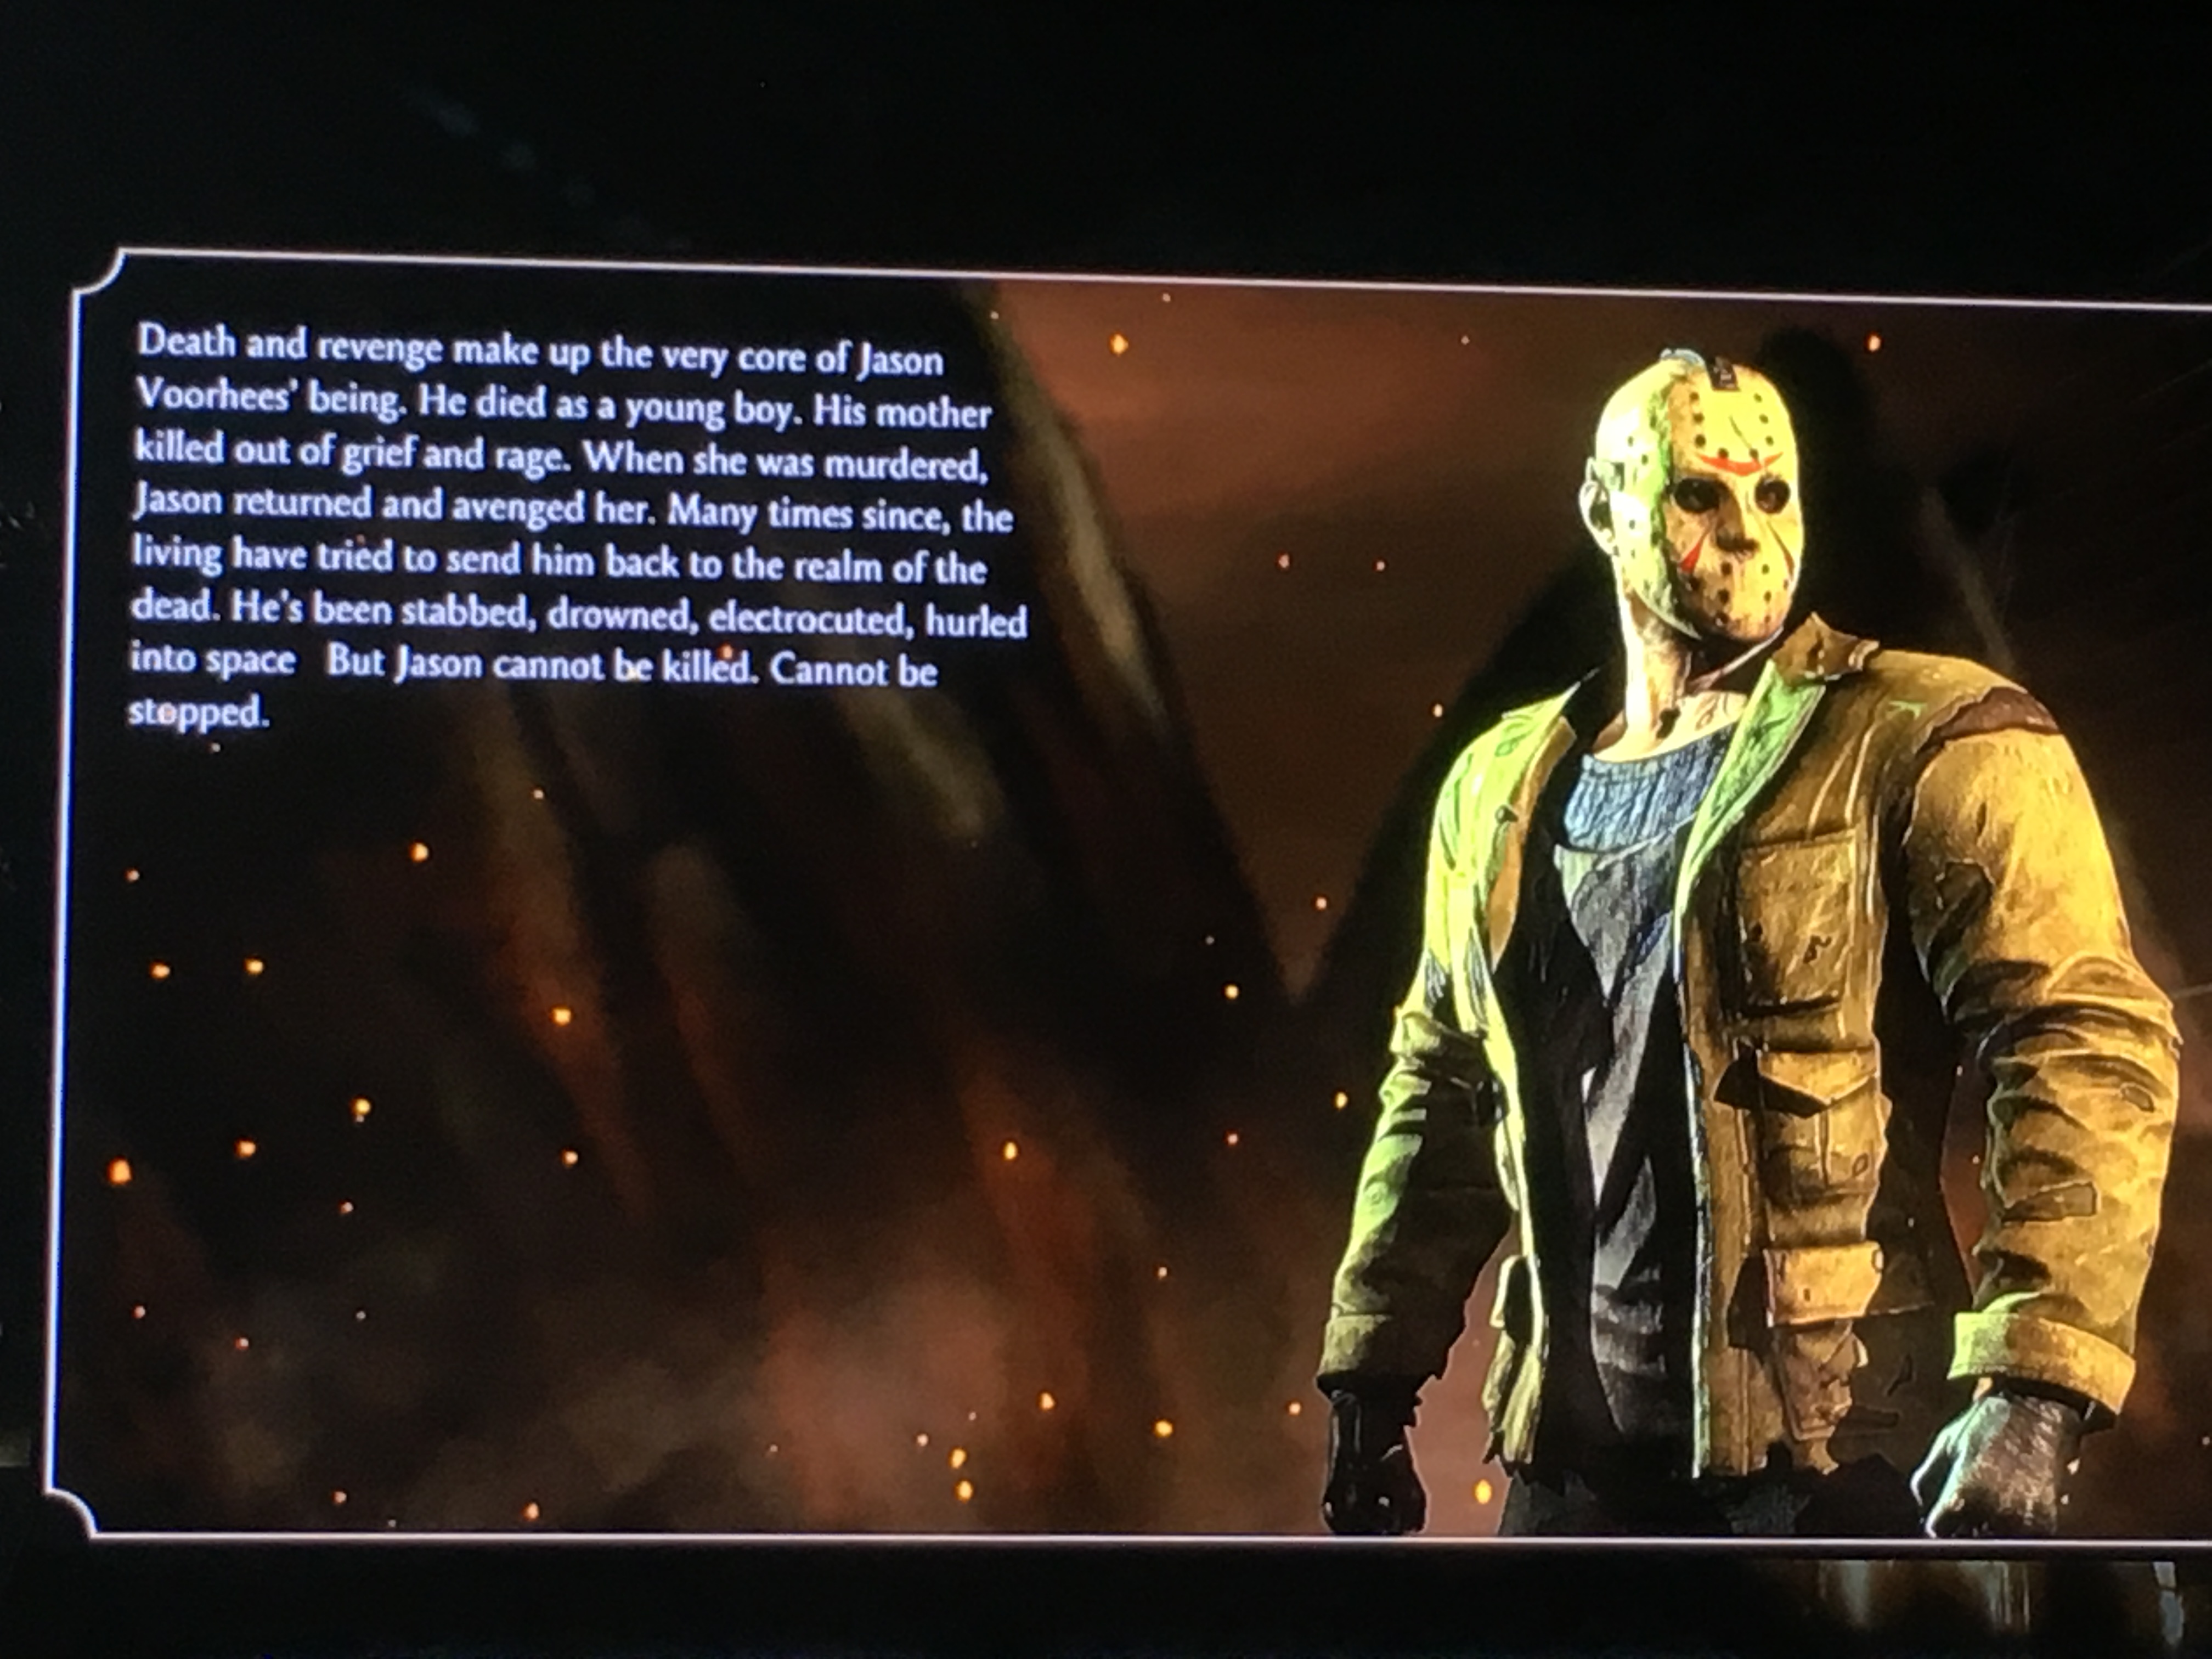 Death and revenge make up the very core of Jason
Voorhees' being. He died as a young boy. His mother
killed out of grief and rage. When she was murdered,
Jason returned and avenged her. Many times since, the
living have tried to send him back to the realm of the
dead. He's been stabbed, drowned, electrocuted, hurled
into space   But Jason cannot be killed. Cannot be
stopped.